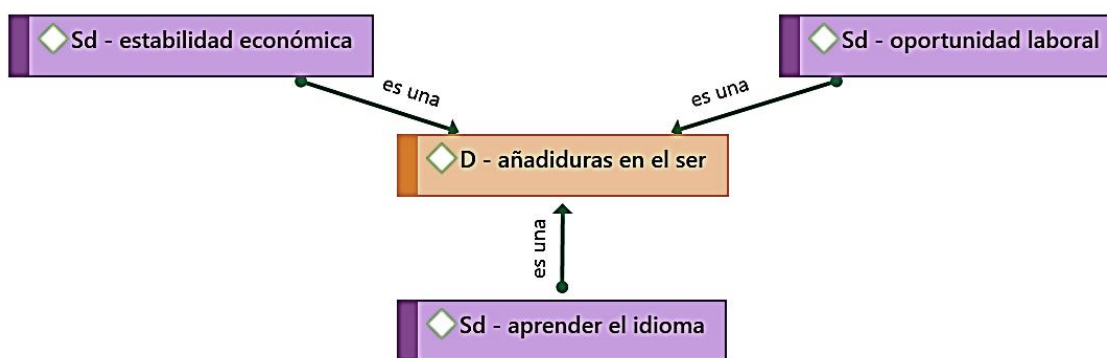 Sd - estabilidad económica
Sd - oportunidad laboral
es una
es una
D - añadiduras en el ser
es una
Sd - aprender el idioma